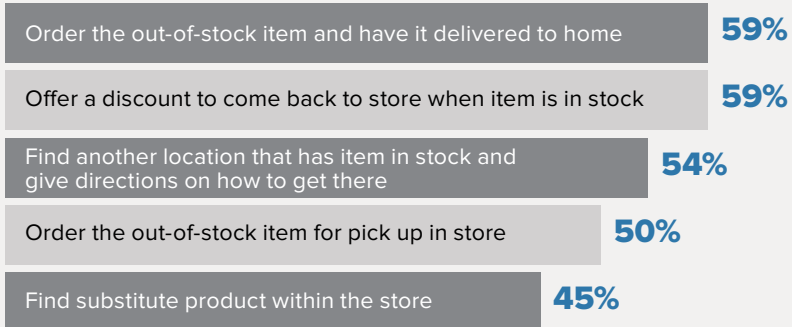 Order the out-of-stock item and have it delivered to home
59%
Offer a discount to come back to store when item is in stock
59%
Find another location that has item in stock and
give directions on how to get there
54%
Order the out-of-stock item for pick up in store
50%
Find substitute product within the store
45%